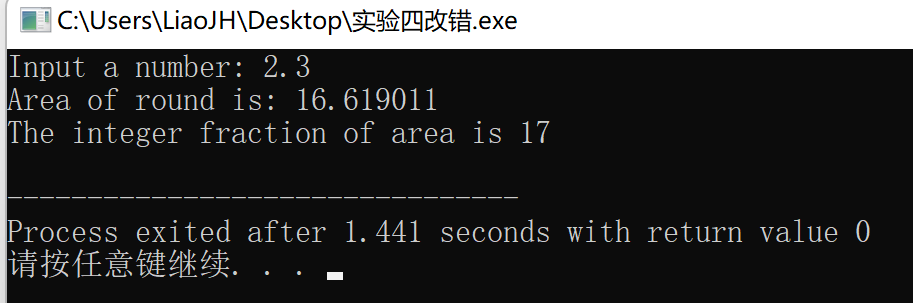 C:\Users\LiaoJH\Desktop\实验四改错.exe
Input a number: 2.3
Area of round is: 16.619011
The integer fraction of area is 17
--------------------------------
Process exited after 1.441 seconds with return value 0
请按任意键继续. . .